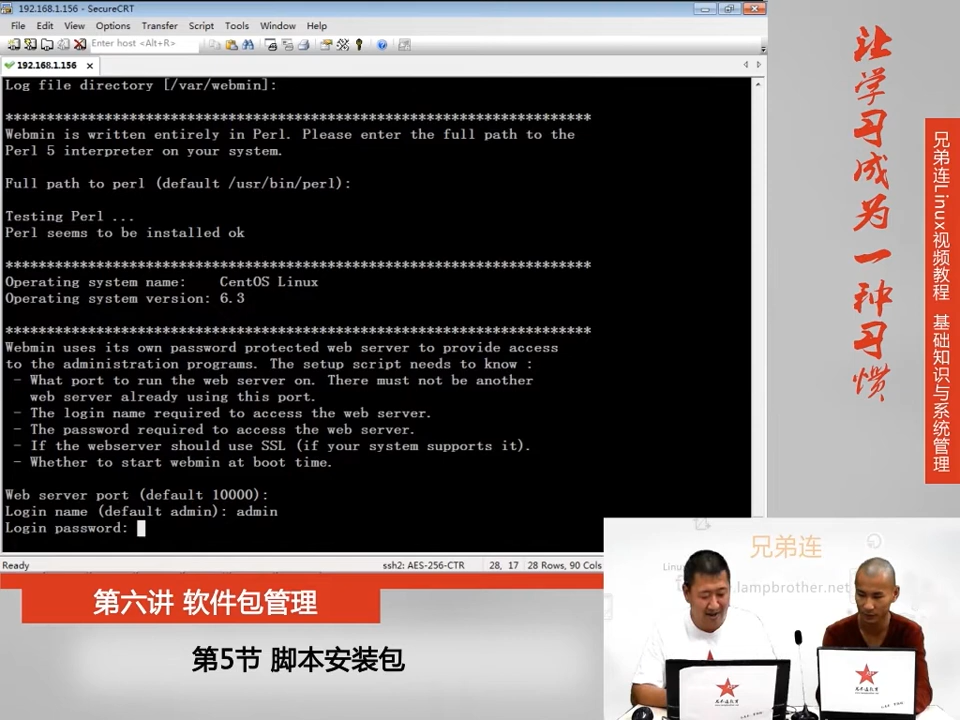 192.168.1.156 - SecureCRT
File Edit View Options Transfer Script Tools Window Help
Enter host <Alt+R>
192.168.1.156
Log file directory [/var/webmin]:
***********************************************************************
Webmin is written entirely in Perl. Please enter the full path to the
Perl 5 interpreter on your system.
Full path to perl (default /usr/bin/perl):
Testing Perl ...
Perl seems to be installed ok
***********************************************************************
Operating system name:    CentOS Linux
Operating system version: 6.3
***********************************************************************
Webmin uses its own password protected web server to provide access
to the administration programs. The setup script needs to know :
- What port to run the web server on. There must not be another
web server already using this port.
- The login name required to access the web server.
- The password required to access the web server.
- If the webserver should use SSL (if your system supports it).
- Whether to start webmin at boot time.
Web server port (default 10000):
Login name (default admin): admin
Login password:
Ready ssh2: AES-256-CTR 28, 17 28 Rows, 90 Cols
让学习成为一种习惯
兄弟连Linux视频教程 基础知识与系统管理
第六讲 软件包管理
第5节 脚本安装包
兄弟连
www.lampbrother.net